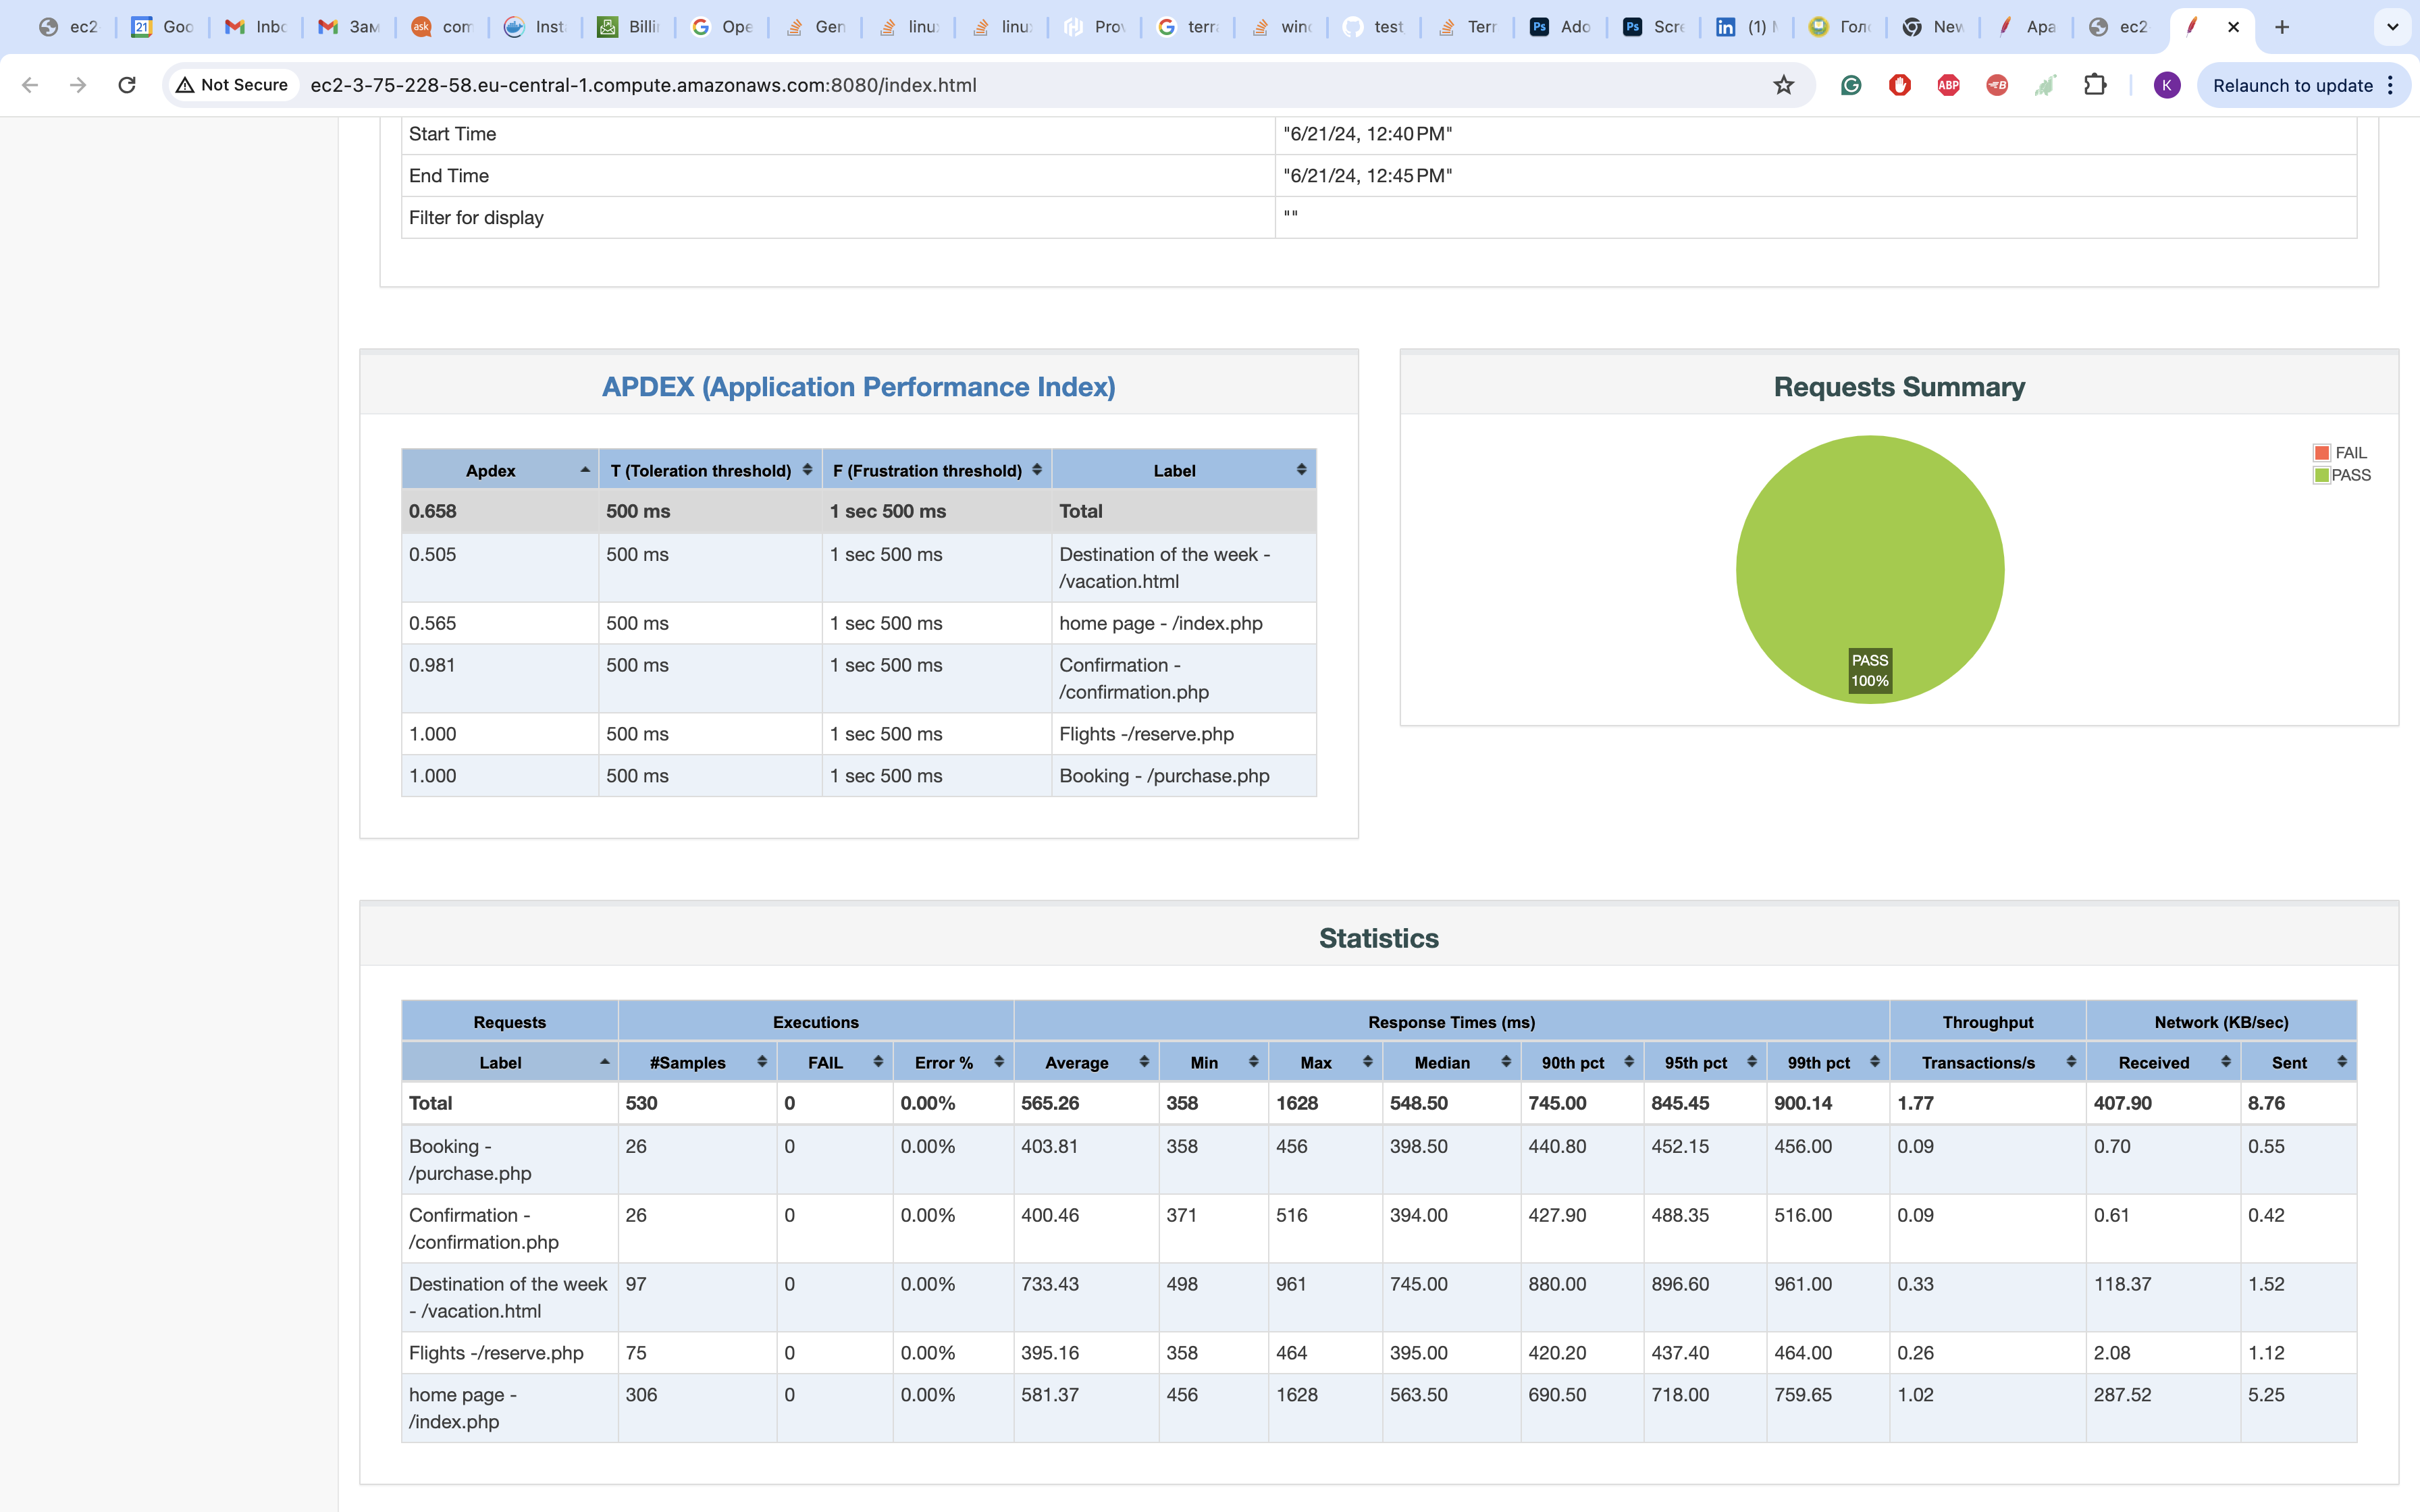 ec2
21 Goo
Inbc
Зам
ask com
Inst
Billi
Ope
Gen
linu
linu
Prov
terr
winc
test
Terr
Ps Ado
Ps Scre
in (1)
Гол
New
Apa
ec2
Not Secure ec2-3-75-228-58.eu-central-1.compute.amazonaws.com:8080/index.html ABP B K Relaunch to update
Start Time "6/21/24, 12:40 PM"
End Time "6/21/24, 12:45 PM"
Filter for display ""
APDEX (Application Performance Index)
Apdex T (Toleration threshold) F (Frustration threshold) Label
0.658 500 ms 1 sec 500 ms Total
0.505 500 ms 1 sec 500 ms Destination of the week -
/vacation.html
0.565 500 ms 1 sec 500 ms home page - /index.php
0.981 500 ms 1 sec 500 ms Confirmation -
/confirmation.php
1.000 500 ms 1 sec 500 ms Flights -/reserve.php
1.000 500 ms 1 sec 500 ms Booking - /purchase.php
Requests Summary
FAIL
PASS
PASS
100%
Statistics
Requests Executions Response Times (ms) Throughput Network (KB/sec)
Label #Samples FAIL Error % Average Min Max Median 90th pct 95th pct 99th pct Transactions/s Received Sent
Total 530 0 0.00% 565.26 358 1628 548.50 745.00 845.45 900.14 1.77 407.90 8.76
Booking - 26 0 0.00% 403.81 358 456 398.50 440.80 452.15 456.00 0.09 0.70 0.55
/purchase.php
Confirmation - 26 0 0.00% 400.46 371 516 394.00 427.90 488.35 516.00 0.09 0.61 0.42
/confirmation.php
Destination of the week 97 0 0.00% 733.43 498 961 745.00 880.00 896.60 961.00 0.33 118.37 1.52
- /vacation.html
Flights -/reserve.php 75 0 0.00% 395.16 358 464 395.00 420.20 437.40 464.00 0.26 2.08 1.12
home page - 306 0 0.00% 581.37 456 1628 563.50 690.50 718.00 759.65 1.02 287.52 5.25
/index.php